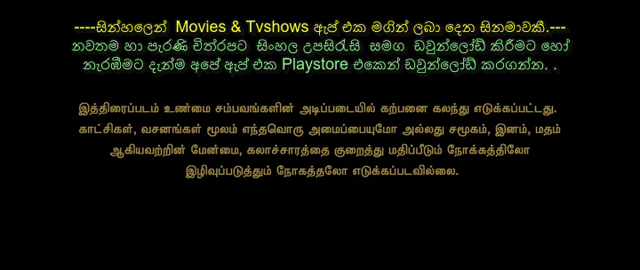 ----සින්හලෙන්  Movies & Tvshows ඇප් එක මගින් ලබා දෙන සිනමාවකී.---
නවතම හා පැරණි චිත්රපට  සිංහල උපසිරැසි  සමග  ඩවුන්ලෝඩ් කිරීමට හෝ
නැරඹීමට දැන්ම අපේ ඇප් එක Playstore එකෙන් ඩවුන්ලෝඩ් කරගන්න. .
இத்திரைப்படம் உண்மை சம்பவங்களின் அடிப்படையில் கற்பனை கலந்து எடுக்கப்பட்டது.
காட்சிகள், வசனங்கள் மூலம் எந்தவொரு அமைப்பையுமோ அல்லது சமூகம், இனம், மதம்
ஆகியவற்றின் மேன்மை, கலாச்சாரத்தை குறைத்து மதிப்பீடும் நோக்கத்திலோ
இழிவுப்படுத்தும் நோகத்தலோ எடுக்கப்படவில்லை.